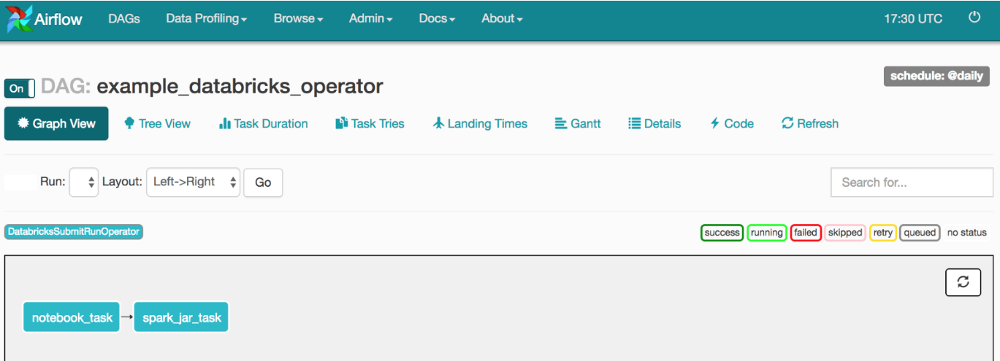 Airflow DAGs Data Profiling Browse Admin Docs About 17:30 UTC
schedule: @daily
On DAG: example_databricks_operator
Graph View Tree View Task Duration Task Tries Landing Times Gantt Details Code Refresh
Run: Layout: Left->Right Go Search for...
DatabricksSubmitRunOperator success running failed skipped retry queued no status
notebook_task spark_jar_task